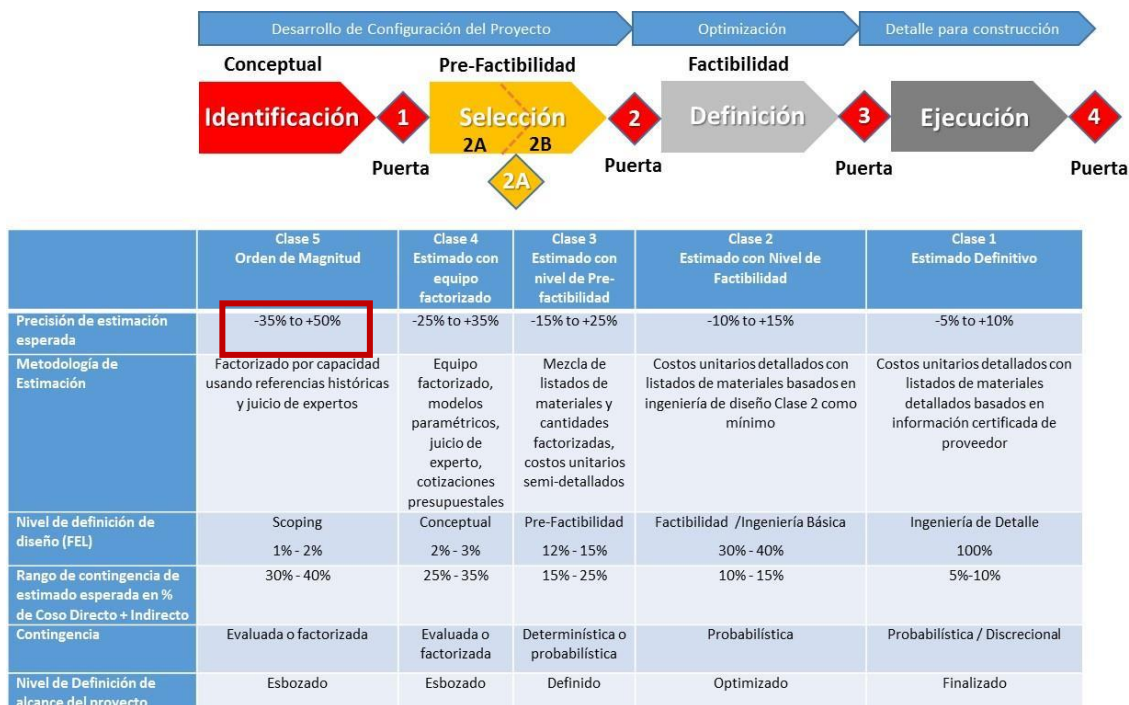 Desarrollo de Configuración del Proyecto
Optimización
Detalle para construcción
Conceptual
Pre-Factibilidad
Factibilidad
Identificación
1
Selección
2A
2B
2
Definición
3
Ejecución
4
Puerta
2A
Puerta
Puerta
Puerta
Clase 5
Orden de Magnitud
Clase 4
Estimado con
equipo
factorizado
Clase 3
Estimado con
nivel de Pre-
factibilidad
Clase 2
Estimado con Nivel de
Factibilidad
Clase 1
Estimado Definitivo
Precisión de estimación
esperada
-35% to +50%
-25% to +35%
-15% to +25%
-10% to +15%
-5% to +10%
Metodología de
Estimación
Factorizado por capacidad
usando referencias históricas
y juicio de expertos
Equipo
factorizado,
modelos
paramétricos,
juicio de
experto,
cotizaciones
presupuestales
Mezcla de
listados de
materiales y
cantidades
factorizadas,
costos unitarios
semi-detallados
Costos unitarios detallados con
listados de materiales basados en
ingeniería de diseño Clase 2 como
mínimo
Costos unitarios detallados con
listados de materiales
detallados basados en
información certificada de
proveedor
Nivel de definición de
diseño (FEL)
Scoping
1% - 2%
Conceptual
2% - 3%
Pre-Factibilidad
12% - 15%
Factibilidad /Ingeniería Básica
30% - 40%
Ingeniería de Detalle
100%
Rango de contingencia de
estimado esperada en %
de Coso Directo + Indirecto
30% - 40%
25% - 35%
15% - 25%
10% - 15%
5%-10%
Contingencia
Evaluada o factorizada
Evaluada o
factorizada
Determinística o
probabilística
Probabilística
Probabilística / Discrecional
Nivel de Definición de
alcance del proyecto
Esbozado
Esbozado
Definido
Optimizado
Finalizado